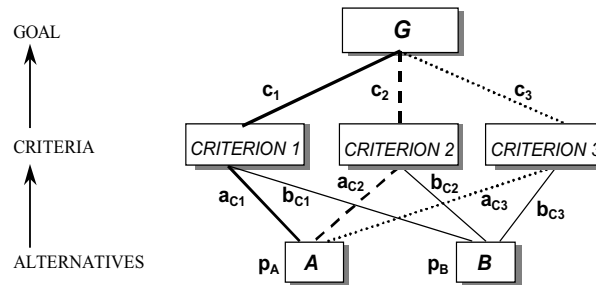 GOAL
G
c1
c2
c3
CRITERIA
CRITERION 1
CRITERION 2
CRITERION 3
aC1
bC1
aC2
bC2
aC3
bC3
ALTERNATIVES
pA
A
pB
B